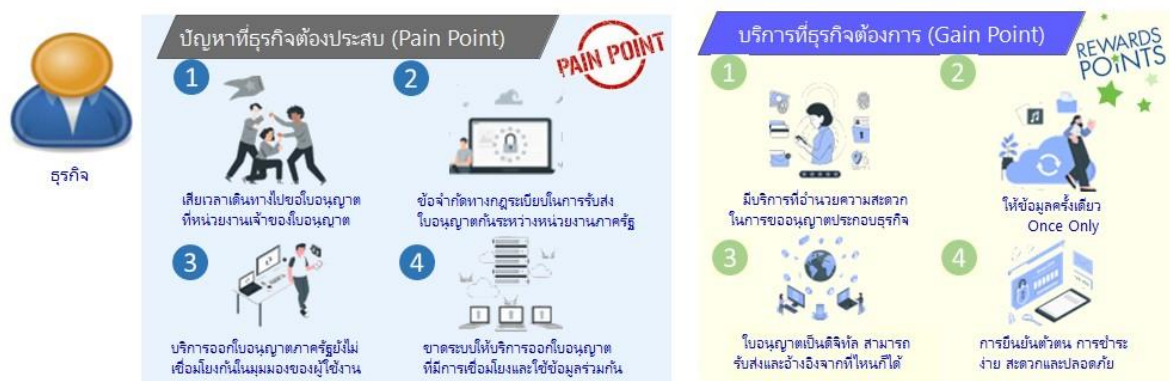 ธุรกิจ
ปัญหาที่ธุรกิจต้องประสบ (Pain Point)
PAIN POINT
1
เสียเวลาเดินทางไปขอใบอนุญาต
ที่หน่วยงานเจ้าของใบอนุญาต
2
ข้อจำกัดทางกฎระเบียบในการรับส่ง
ใบอนุญาตกันระหว่างหน่วยงานภาครัฐ
3
บริการออกใบอนุญาตภาครัฐยังไม่
เชื่อมโยงกันในมุมมองของผู้ใช้งาน
4
ขาดระบบให้บริการออกใบอนุญาต
ที่มีการเชื่อมโยงและใช้ข้อมูลร่วมกัน
บริการที่ธุรกิจต้องการ (Gain Point)
REWARDS
POINTS
1
มีบริการที่อำนวยความสะดวก
ในการขออนุญาตประกอบธุรกิจ
2
ให้ข้อมูลครั้งเดียว
Once Only
3
ใบอนุญาตเป็นดิจิทัล สามารถ
รับส่งและอ้างอิงจากที่ไหนก็ได้
4
การยืนยันตัวตน การชำระ
ง่าย สะดวกและปลอดภัย